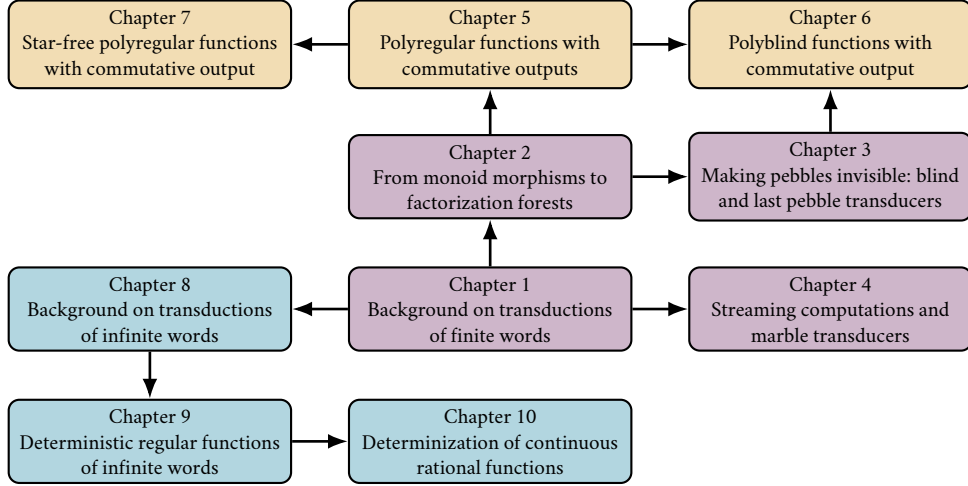 Chapter 7
Star-free polyregular functions
with commutative output
Chapter 5
Polyregular functions with
commutative outputs
Chapter 6
Polyblind functions with
commutative output
Chapter 2
From monoid morphisms to
factorization forests
Chapter 3
Making pebbles invisible: blind
and last pebble transducers
Chapter 8
Background on transductions
of infinite words
Chapter 1
Background on transductions
of finite words
Chapter 4
Streaming computations and
marble transducers
Chapter 9
Deterministic regular functions
of infinite words
Chapter 10
Determinization of continuous
rational functions